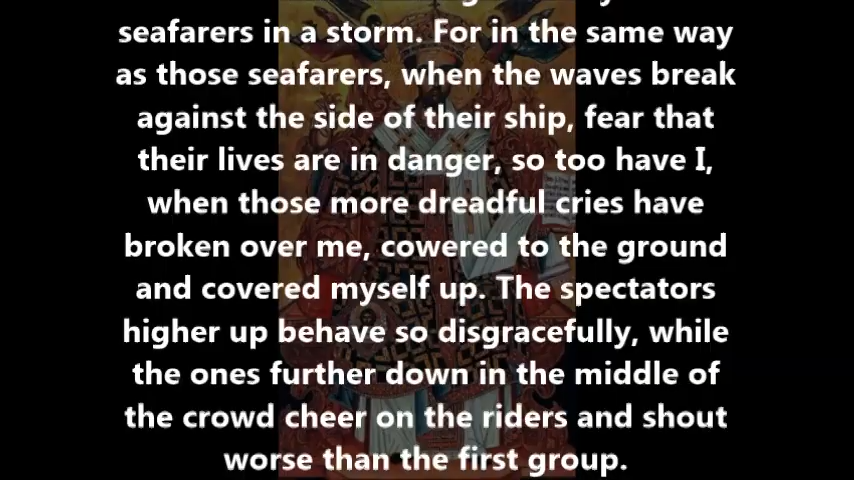 seafarers in a storm. For in the same way
as those seafarers, when the waves break
against the side of their ship, fear that
their lives are in danger, so too have I,
when those more dreadful cries have
broken over me, cowered to the ground
and covered myself up. The spectators
higher up behave so disgracefully, while
the ones further down in the middle of
the crowd cheer on the riders and shout
worse than the first group.